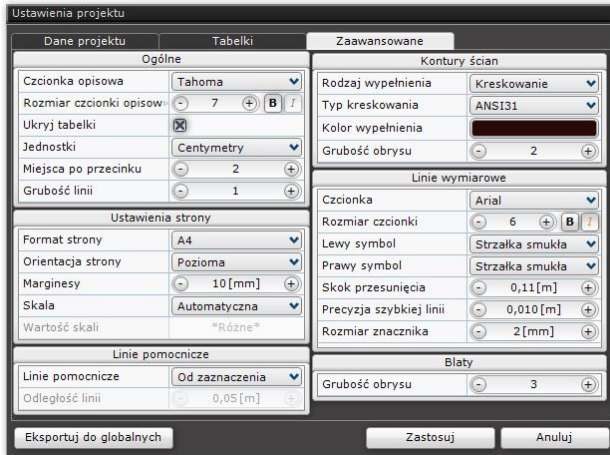 Ustawienia projektu
Dane projektu
Tabelki
Zaawansowane
Ogólne
Czcionka opisowa Tahoma
Rozmiar czcionki opisow - 7 + B I
Ukryj tabelki
Jednostki Centymetry
Miejsca po przecinku - 2 +
Grubość linii - 1 +
Ustawienia strony
Format strony A4
Orientacja strony Pozioma
Marginesy - 10[mm] +
Skala Automatyczna
Wartość skali *Różne*
Linie pomocnicze
Linie pomocnicze Od zaznaczenia
Odległość linii - 0,05[m] +
Kontury ścian
Rodzaj wypełnienia Kreskowanie
Typ kreskowania ANSI31
Kolor wypełnienia
Grubość obrysu - 2 +
Linie wymiarowe
Czcionka Arial
Rozmiar czcionki - 6 + B I
Lewy symbol Strzałka smukła
Prawy symbol Strzałka smukła
Skok przesunięcia - 0,11[m] +
Precyzja szybkiej linii - 0,010[m] +
Rozmiar znacznika - 2[mm] +
Blaty
Grubość obrysu - 3 +
Eksportuj do globalnych
Zastosuj
Anuluj